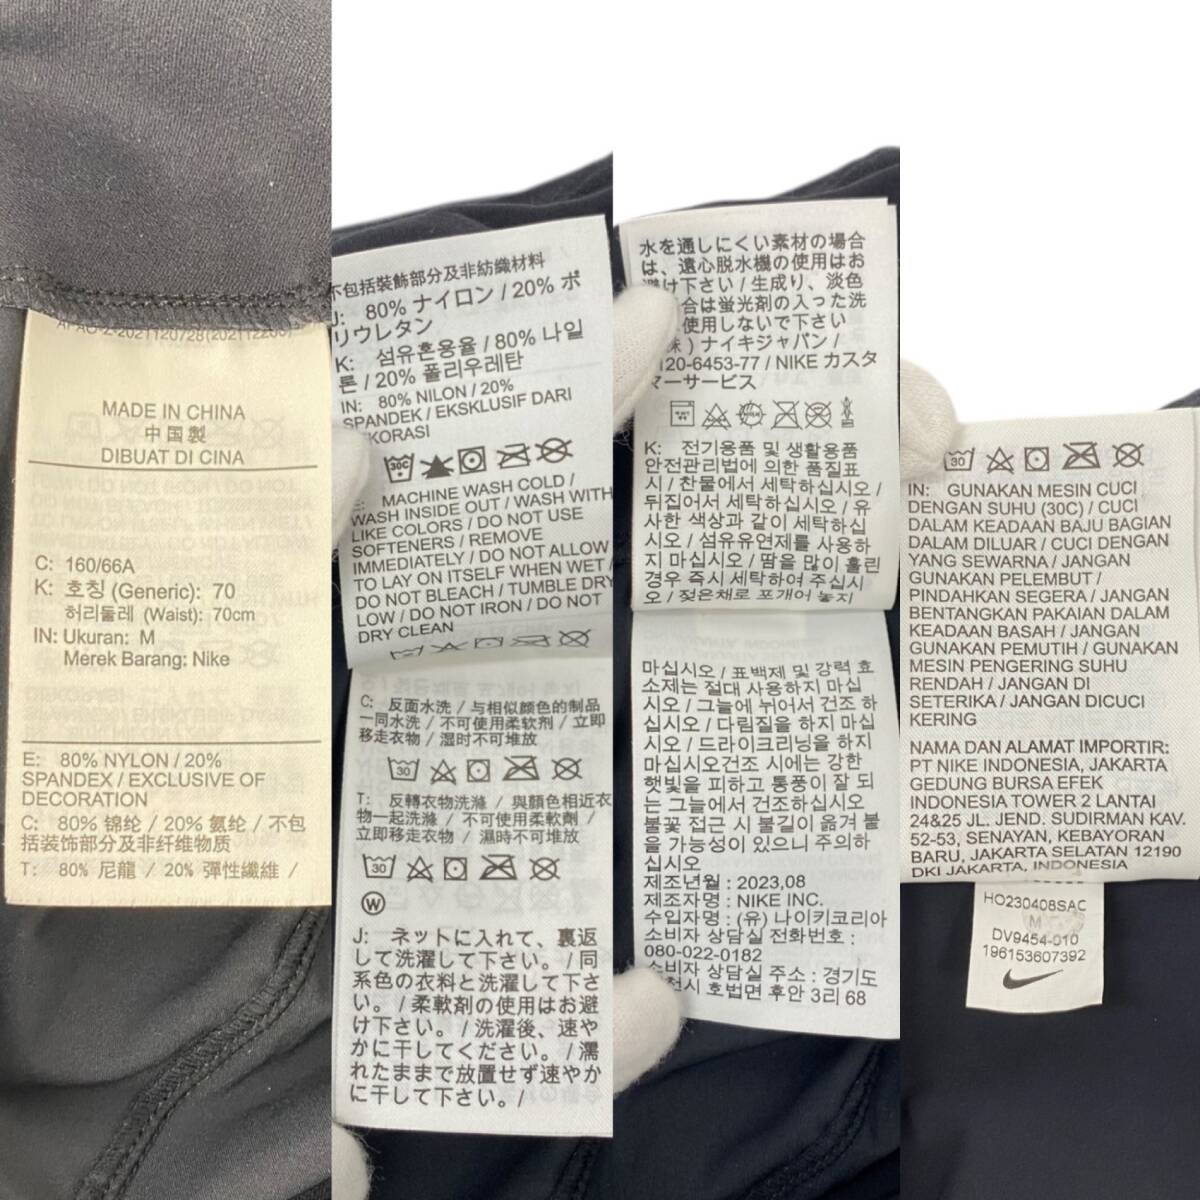 APAC 2-2021120728(20211220
MADE IN CHINA
中国製
DIBUAT DI CINA
C: 160/66A
K: 호칭 (Generic): 70
허리둘레 (Waist): 70cm
IN: Ukuran: M
Merek Barang: Nike
E: 80% NYLON / 20%
SPANDEX / EXCLUSIVE OF
DECORATION
C: 80% 锦纶 / 20% 氨纶 / 不包
括装饰部分及非纤维物质
T: 80% 尼龍 / 20% 彈性纖維 /
不包括裝飾部分及非紡織材料
J: 80% ナイロン / 20% ポ
リウレタン
K: 섬유혼용율 / 80% 나일
론 / 20% 폴리우레탄
IN: 80% NILON / 20%
SPANDEK / EKSKLUSIF DARI
EKORASI
30C
E: MACHINE WASH COLD /
WASH INSIDE OUT / WASH WITH
LIKE COLORS / DO NOT USE
SOFTENERS / REMOVE
IMMEDIATELY / DO NOT ALLOW
TO LAY ON ITSELF WHEN WET /
DO NOT BLEACH / TUMBLE DRY
LOW / DO NOT IRON / DO NOT
DRY CLEAN
C: 反面水洗 / 与相似颜色的制品
一同水洗 / 不可使用柔软剂 / 立即
移走衣物 / 湿时不可堆放
30
T: 反轉衣物洗滌 / 與顏色相近衣
物一起洗滌 / 不可使用柔軟劑 /
立即移走衣物 / 濕時不可堆放
30
W
J: ネットに入れて、裏返
して洗濯して下さい。/ 同
系色の衣料と洗濯して下さ
い。/ 柔軟剤の使用はお避
け下さい。/ 洗濯後、速や
かに干してください。/ 濡
れたままで放置せず速やか
に干して下さい。/
水を通しにくい素材の場合
は、遠心脱水機の使用はお
避け下さい / 生成り、淡色
合は蛍光剤の入った洗
使用しないで下さい
) ナイキジャパン /
120-6453-77 / NIKE カスタ
マーサービス
K: 전기용품 및 생활용품
안전관리법에 의한 품질표
시 / 찬물에서 세탁하십시오 /
뒤집어서 세탁하십시오 / 유
사한 색상과 같이 세탁하십
시오 / 섬유유연제를 사용하
지 마십시오 / 땀을 많이 흘린
경우 즉시 세탁하여 주십시
오 / 젖은채로 포개어 놓지
마십시오 / 표백제 및 강력 효
소제는 절대 사용하지 마십
시오 / 그늘에 뉘어서 건조 하
십시오 / 다림질을 하지 마십
시오 / 드라이크리닝을 하지
마십시오건조 시에는 강한
햇빛을 피하고 통풍이 잘 되
는 그늘에서 건조하십시오
불꽃 접근 시 불길이 옮겨 붙
을 가능성이 있으니 주의하
십시오
제조년월 : 2023,08
제조자명 : NIKE INC.
수입자명 : (유) 나이키코리아
소비자 상담실 전화번호 :
080-022-0182
소비자 상담실 주소 : 경기도
천시 호법면 후안 3리 68
30
IN: GUNAKAN MESIN CUCI
DENGAN SUHU (30C) / CUCI
DALAM KEADAAN BAJU BAGIAN
DALAM DILUAR / CUCI DENGAN
YANG SEWARNA / JANGAN
GUNAKAN PELEMBUT /
PINDAHKAN SEGERA / JANGAN
BENTANGKAN PAKAIAN DALAM
KEADAAN BASAH / JANGAN
GUNAKAN PEMUTIH / GUNAKAN
MESIN PENGERING SUHU
RENDAH / JANGAN DI
SETERIKA / JANGAN DICUCI
KERING
NAMA DAN ALAMAT IMPORTIR:
PT NIKE INDONESIA, JAKARTA
GEDUNG BURSA EFEK
INDONESIA TOWER 2 LANTAI
24&25 JL. JEND. SUDIRMAN KAV.
52-53, SENAYAN, KEBAYORAN
BARU, JAKARTA SELATAN 12190
DKI JAKARTA, INDONESIA
HO230408SAC
M
DV9454-010
196153607392